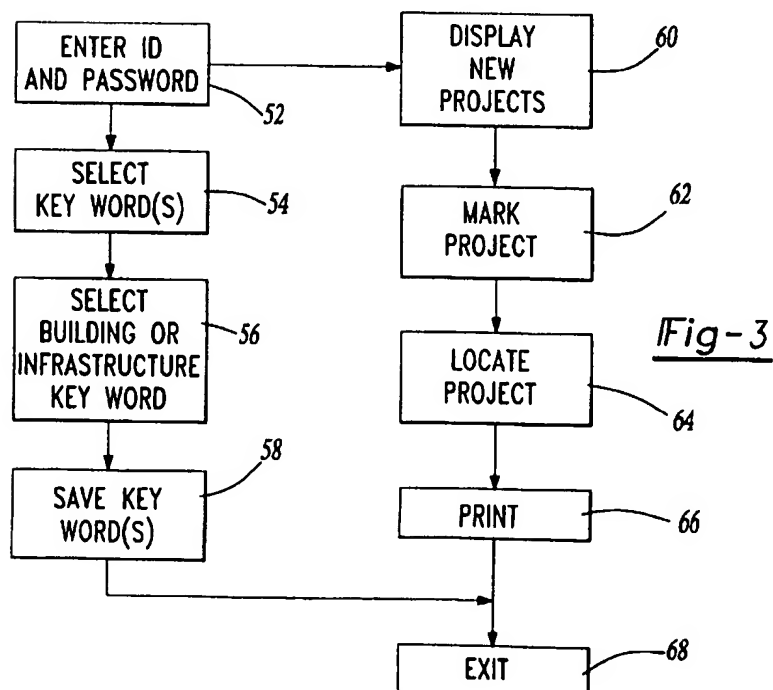 ENTER ID
AND PASSWORD
52
SELECT
KEY WORD(S)
54
SELECT
BUILDING OR
INFRASTRUCTURE
KEY WORD
56
SAVE KEY
WORD(S)
58
DISPLAY
NEW
PROJECTS
60
MARK
PROJECT
62
LOCATE
PROJECT
64
PRINT
66
EXIT
68
Fig-3